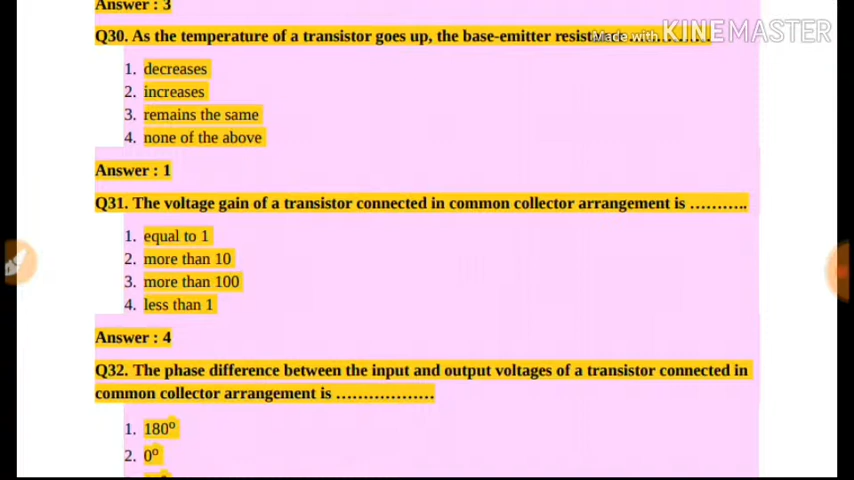 Answer : 3
Q30. As the temperature of a transistor goes up, the base-emitter
Made with KINEMASTER
1. decreases
2. increases
3. remains the same
4. none of the above
Answer : 1
Q31. The voltage gain of a transistor connected in common collector arrangement is ………..
1. equal to 1
2. more than 10
3. more than 100
4. less than 1
Answer : 4
Q32. The phase difference between the input and output voltages of a transistor connected in
common collector arrangement is ………………
1. 180º
2. 0º